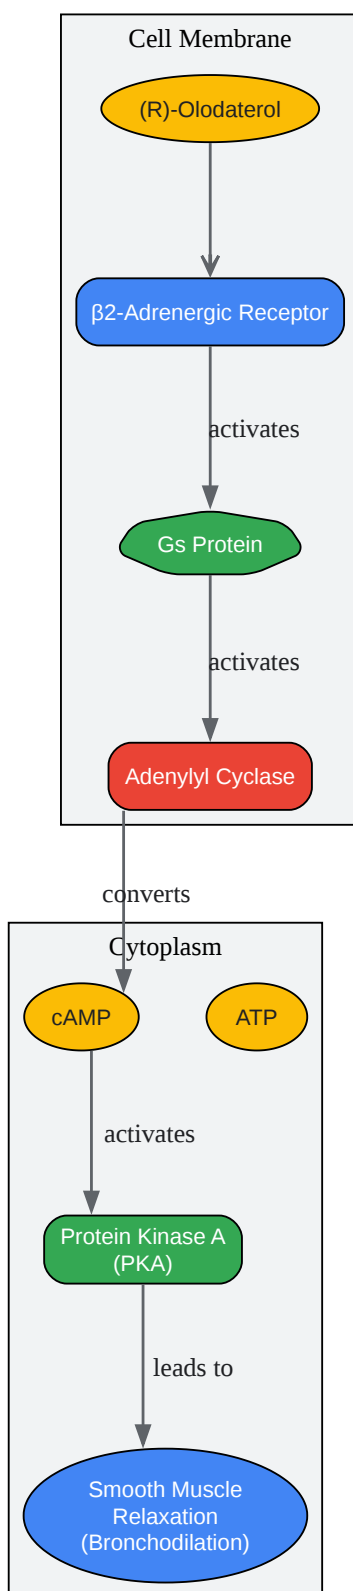 Cell Membrane
(R)-Olodaterol
β2-Adrenergic Receptor
activates
Gs Protein
activates
Adenylyl Cyclase
converts
Cytoplasm
cAMP
ATP
activates
Protein Kinase A
(PKA)
leads to
Smooth Muscle
Relaxation
(Bronchodilation)